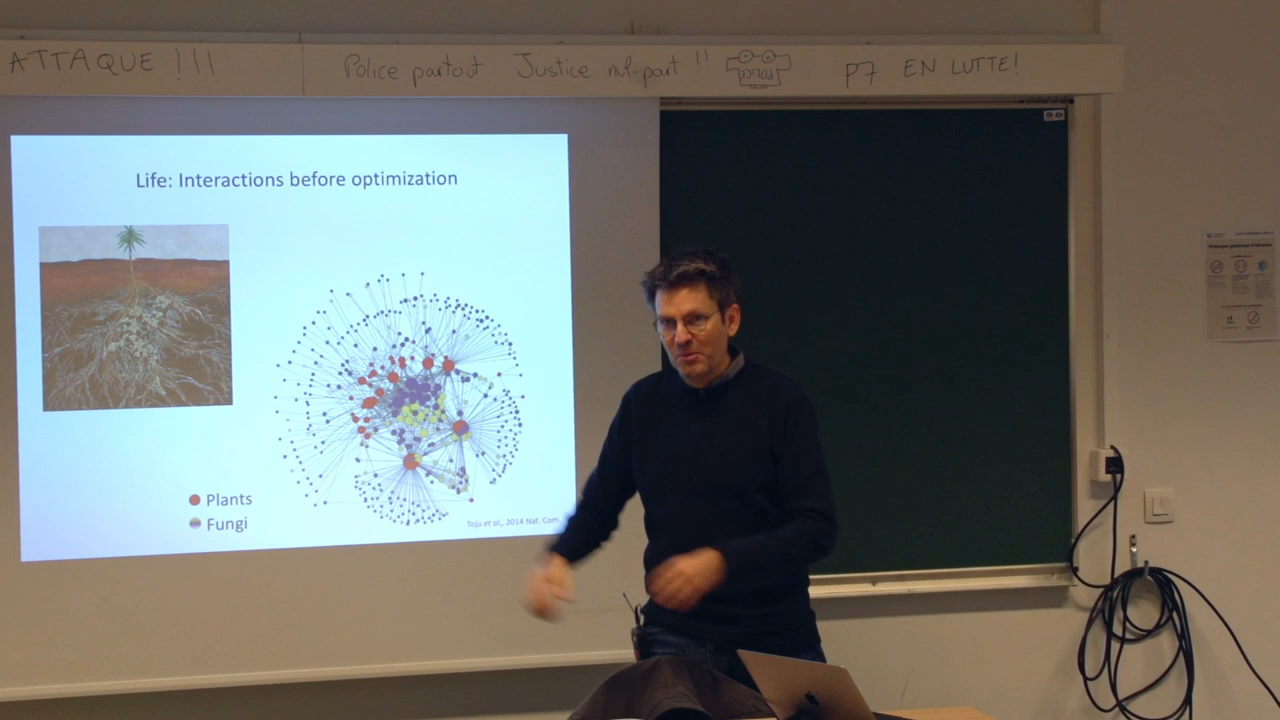 ATTAQUE !!!
Police partout Justice nul-part !! POLICE P7 EN LUTTE!
Life: Interactions before optimization
Plants
Fungi
Toju et al., 2014 Nat. Com.